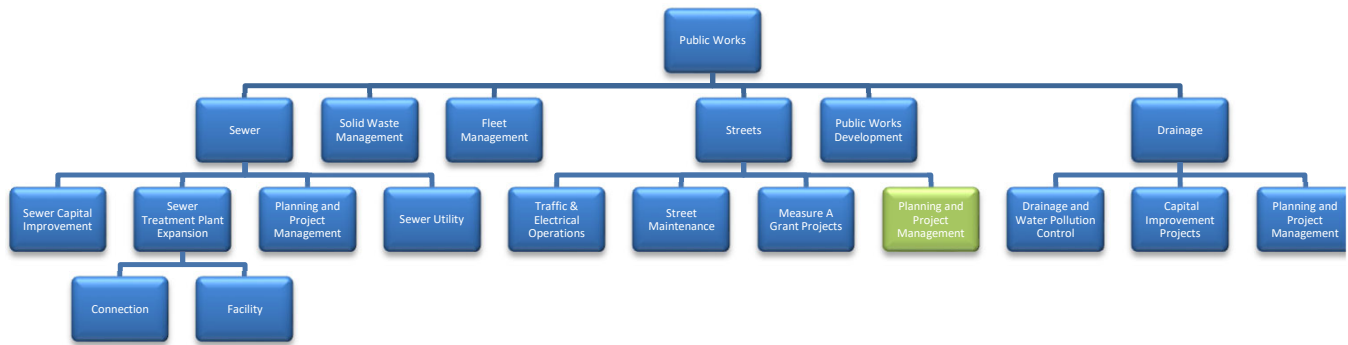 Public Works
Sewer
Solid Waste
Management
Fleet
Management
Streets
Public Works
Development
Drainage
Sewer Capital
Improvement
Sewer
Treatment Plant
Expansion
Planning and
Project
Management
Sewer Utility
Traffic &
Electrical
Operations
Street
Maintenance
Measure A
Grant Projects
Planning and
Project
Management
Drainage and
Water Pollution
Control
Capital
Improvement
Projects
Planning and
Project
Management
Connection
Facility